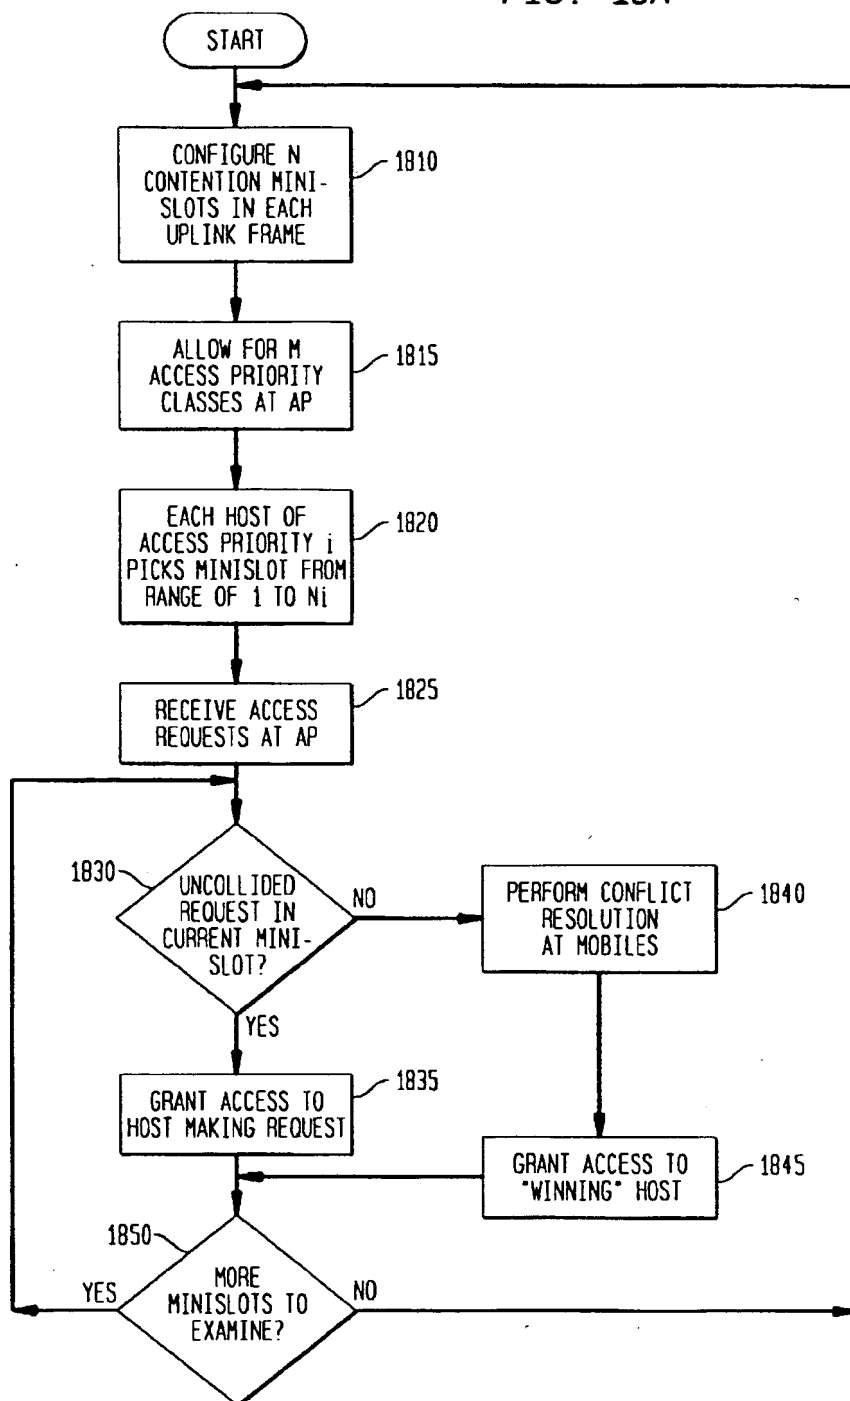 START
CONFIGURE N
CONTENTION MINI-
SLOTS IN EACH
UPLINK FRAME
1810
ALLOW FOR M
ACCESS PRIORITY
CLASSES AT AP
1815
EACH HOST OF
ACCESS PRIORITY i
PICKS MINISLOT FROM
RANGE OF 1 TO Ni
1820
RECEIVE ACCESS
REQUESTS AT AP
1825
1830
UNCOLLIDED
REQUEST IN
CURRENT MINI-
SLOT?
NO
YES
PERFORM CONFLICT
RESOLUTION
AT MOBILES
1840
GRANT ACCESS TO
HOST MAKING REQUEST
1835
GRANT ACCESS TO
"WINNING" HOST
1845
1850
MORE
MINISLOTS TO
EXAMINE?
YES
NO